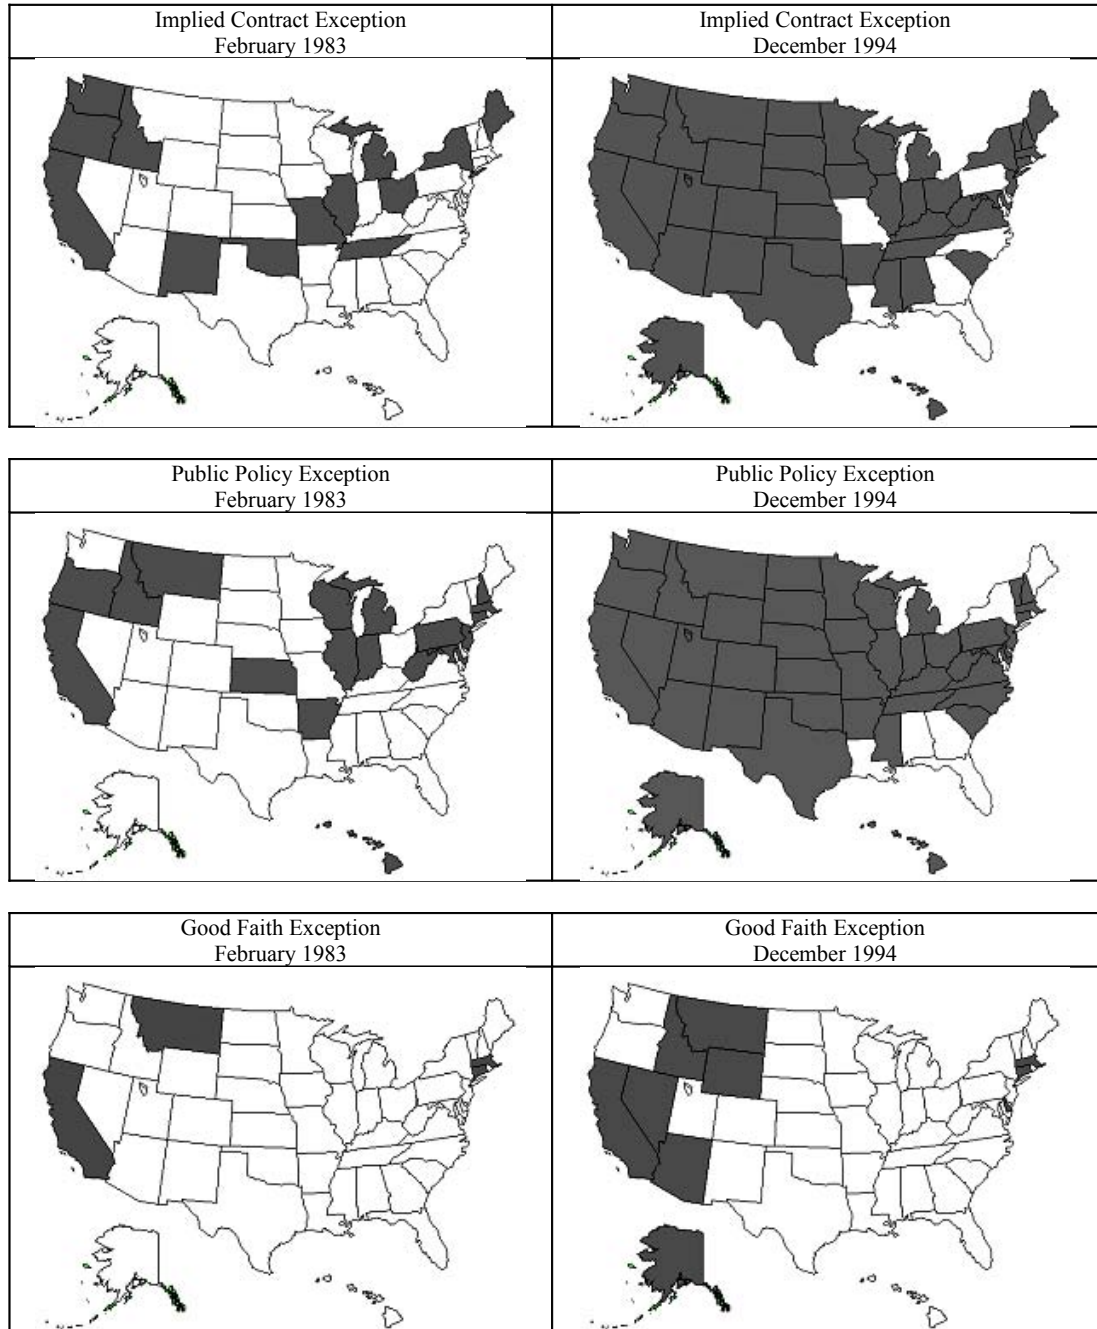 Implied Contract Exception
February 1983
Implied Contract Exception
December 1994
Public Policy Exception
February 1983
Public Policy Exception
December 1994
Good Faith Exception
February 1983
Good Faith Exception
December 1994